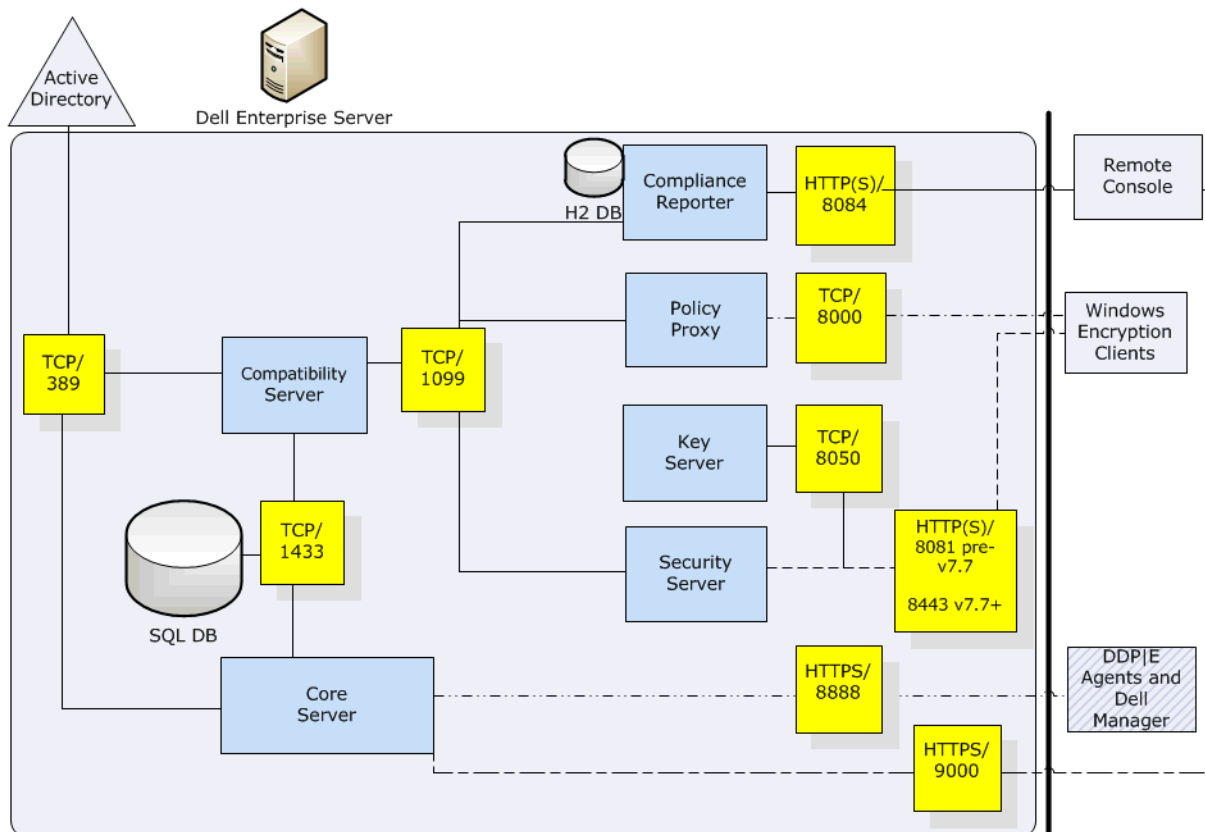 Active
Directory
Dell Enterprise Server
H2 DB
Compliance
Reporter
HTTP(S)/
8084
Remote
Console
Policy
Proxy
TCP/
8000
Windows
Encryption
Clients
TCP/
389
Compatibility
Server
TCP/
1099
Key
Server
TCP/
8050
TCP/
1433
SQL DB
Security
Server
HTTP(S)/
8081 pre-
v7.7
8443 v7.7+
Core
Server
HTTPS/
8888
DDP|E
Agents and
Dell
Manager
HTTPS/
9000